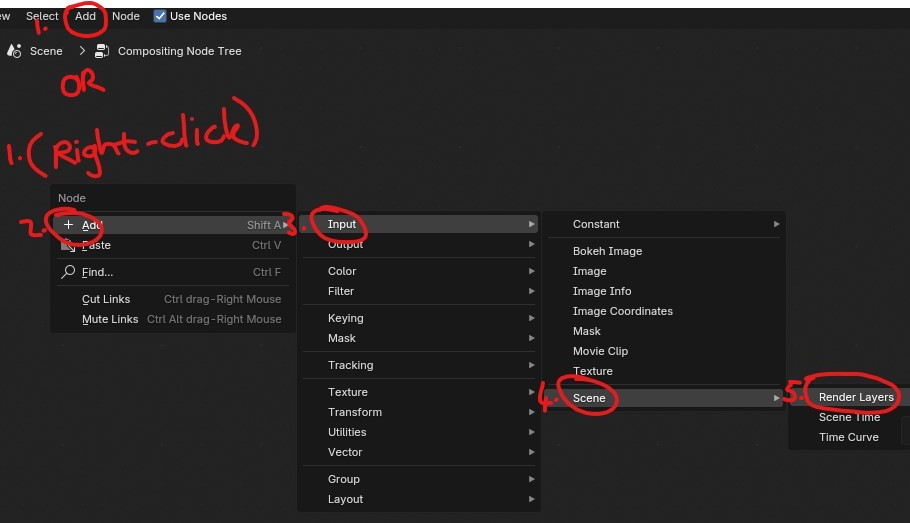 ew Select Add Node Use Nodes
1.
Scene > Compositing Node Tree
OR
1. (Right-click)
Node
2. + Add Shift A
Paste Ctrl V
Find... Ctrl F
Cut Links Ctrl drag-Right Mouse
Mute Links Ctrl Alt drag-Right Mouse
3. Input
Output
Color
Filter
Keying
Mask
Tracking
Texture
Transform
Utilities
Vector
Group
Layout
Constant
Bokeh Image
Image
Image Info
Image Coordinates
Mask
Movie Clip
Texture
4. Scene
5. Render Layers
Scene Time
Time Curve